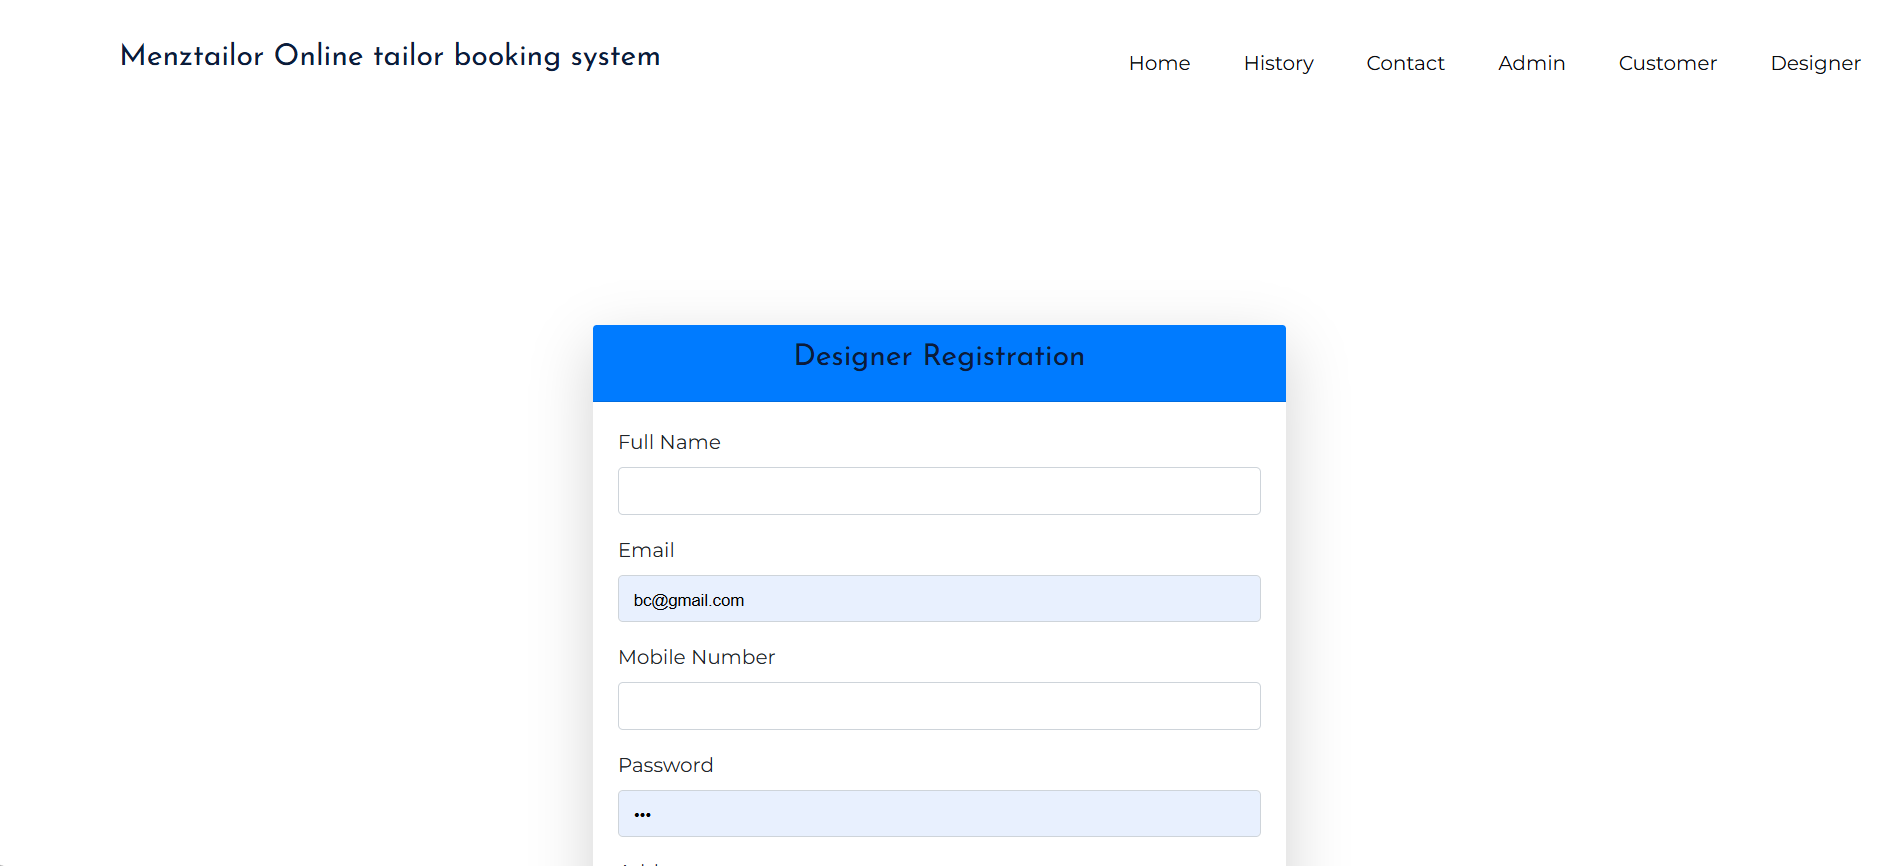 Menztailor Online tailor booking system
Home History Contact Admin Customer Designer
Designer Registration
Full Name
Email
bc@gmail.com
Mobile Number
Password
•••